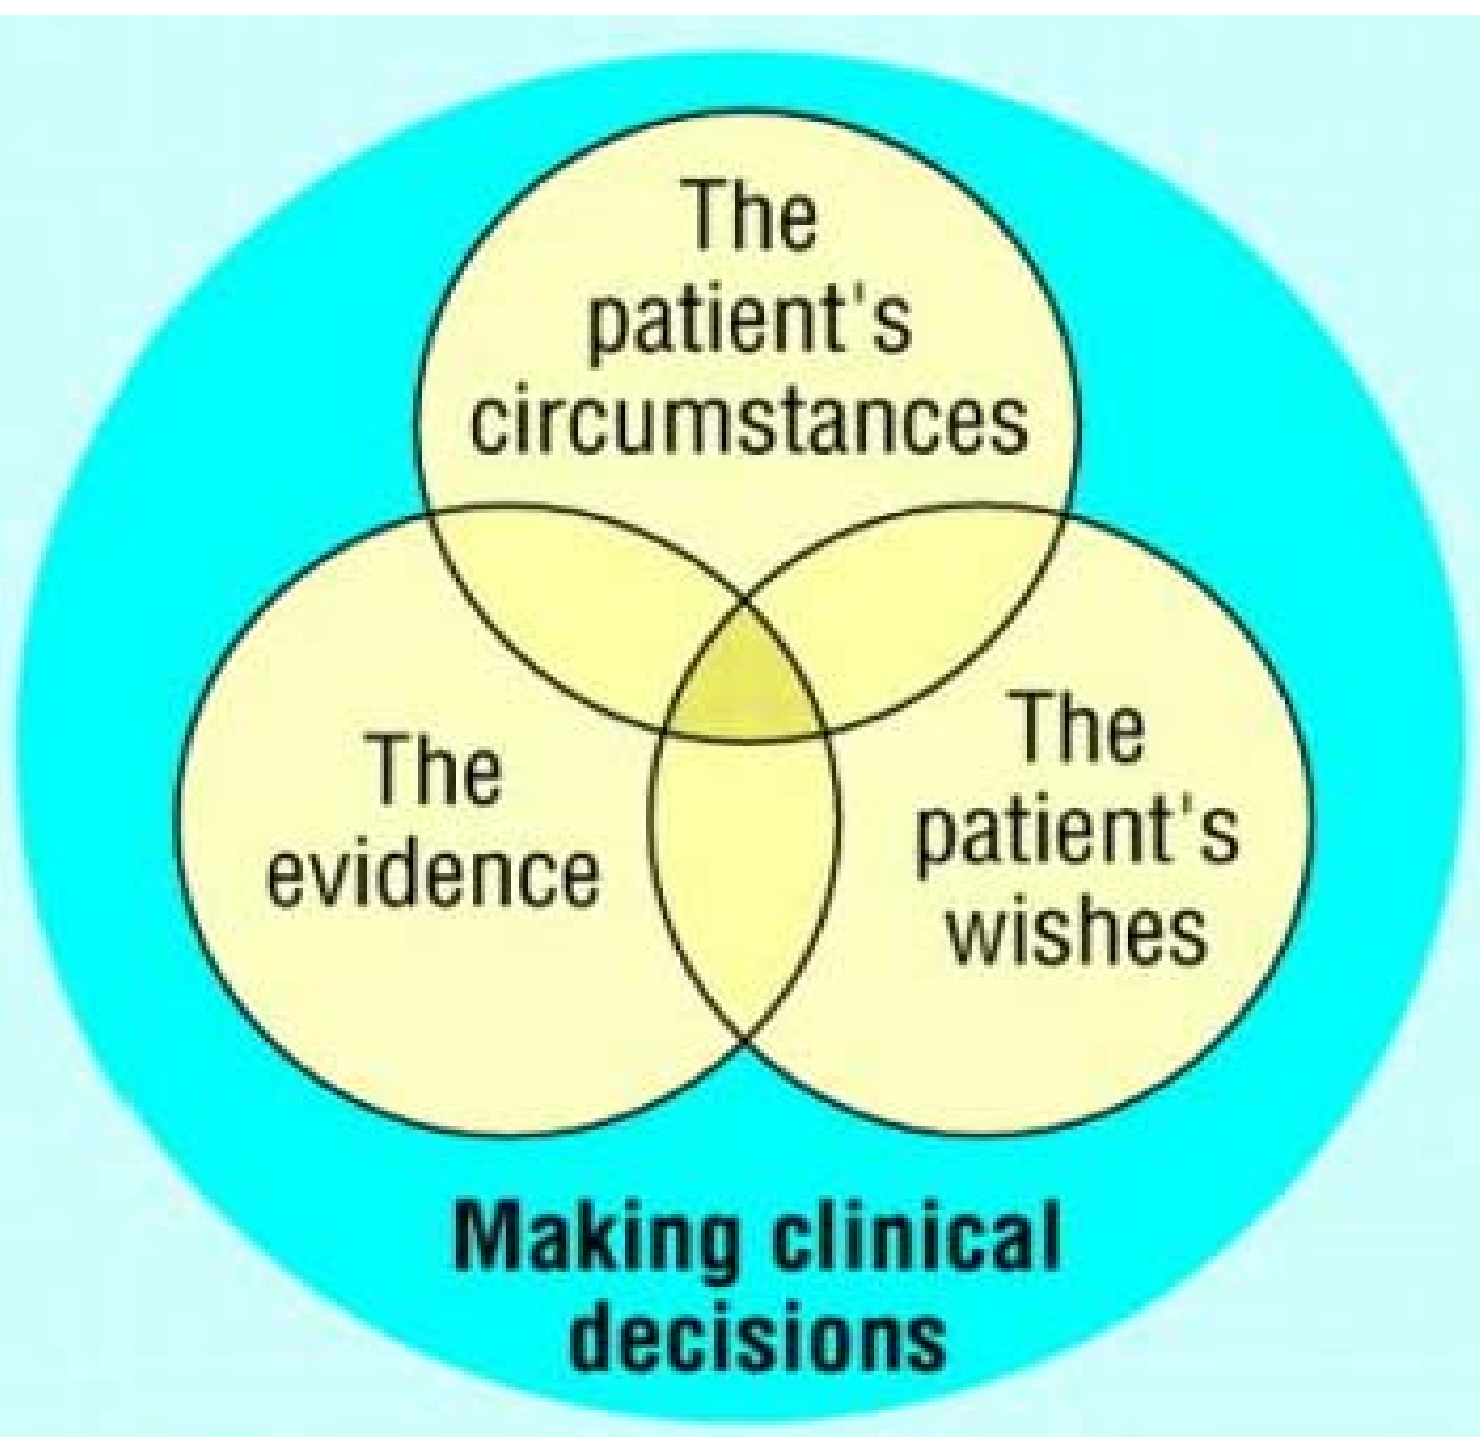 The
patient's
circumstances
The
evidence
The
patient's
wishes
Making clinical
decisions